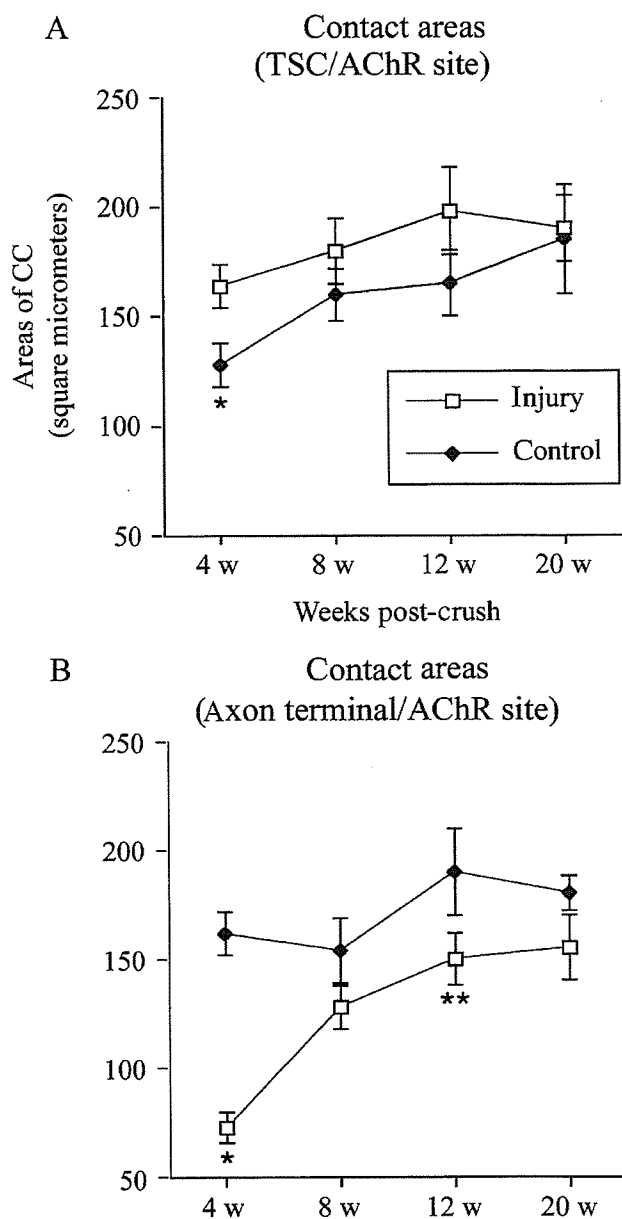 A
Contact areas
(TSC/AChR site)
Areas of CC
(square micrometers)
250
200
150
100
50
*
Injury
Control
4 w 8 w 12 w 20 w
Weeks post-crush
B
Contact areas
(Axon terminal/AChR site)
250
200
150
100
50
**
*
4 w 8 w 12 w 20 w